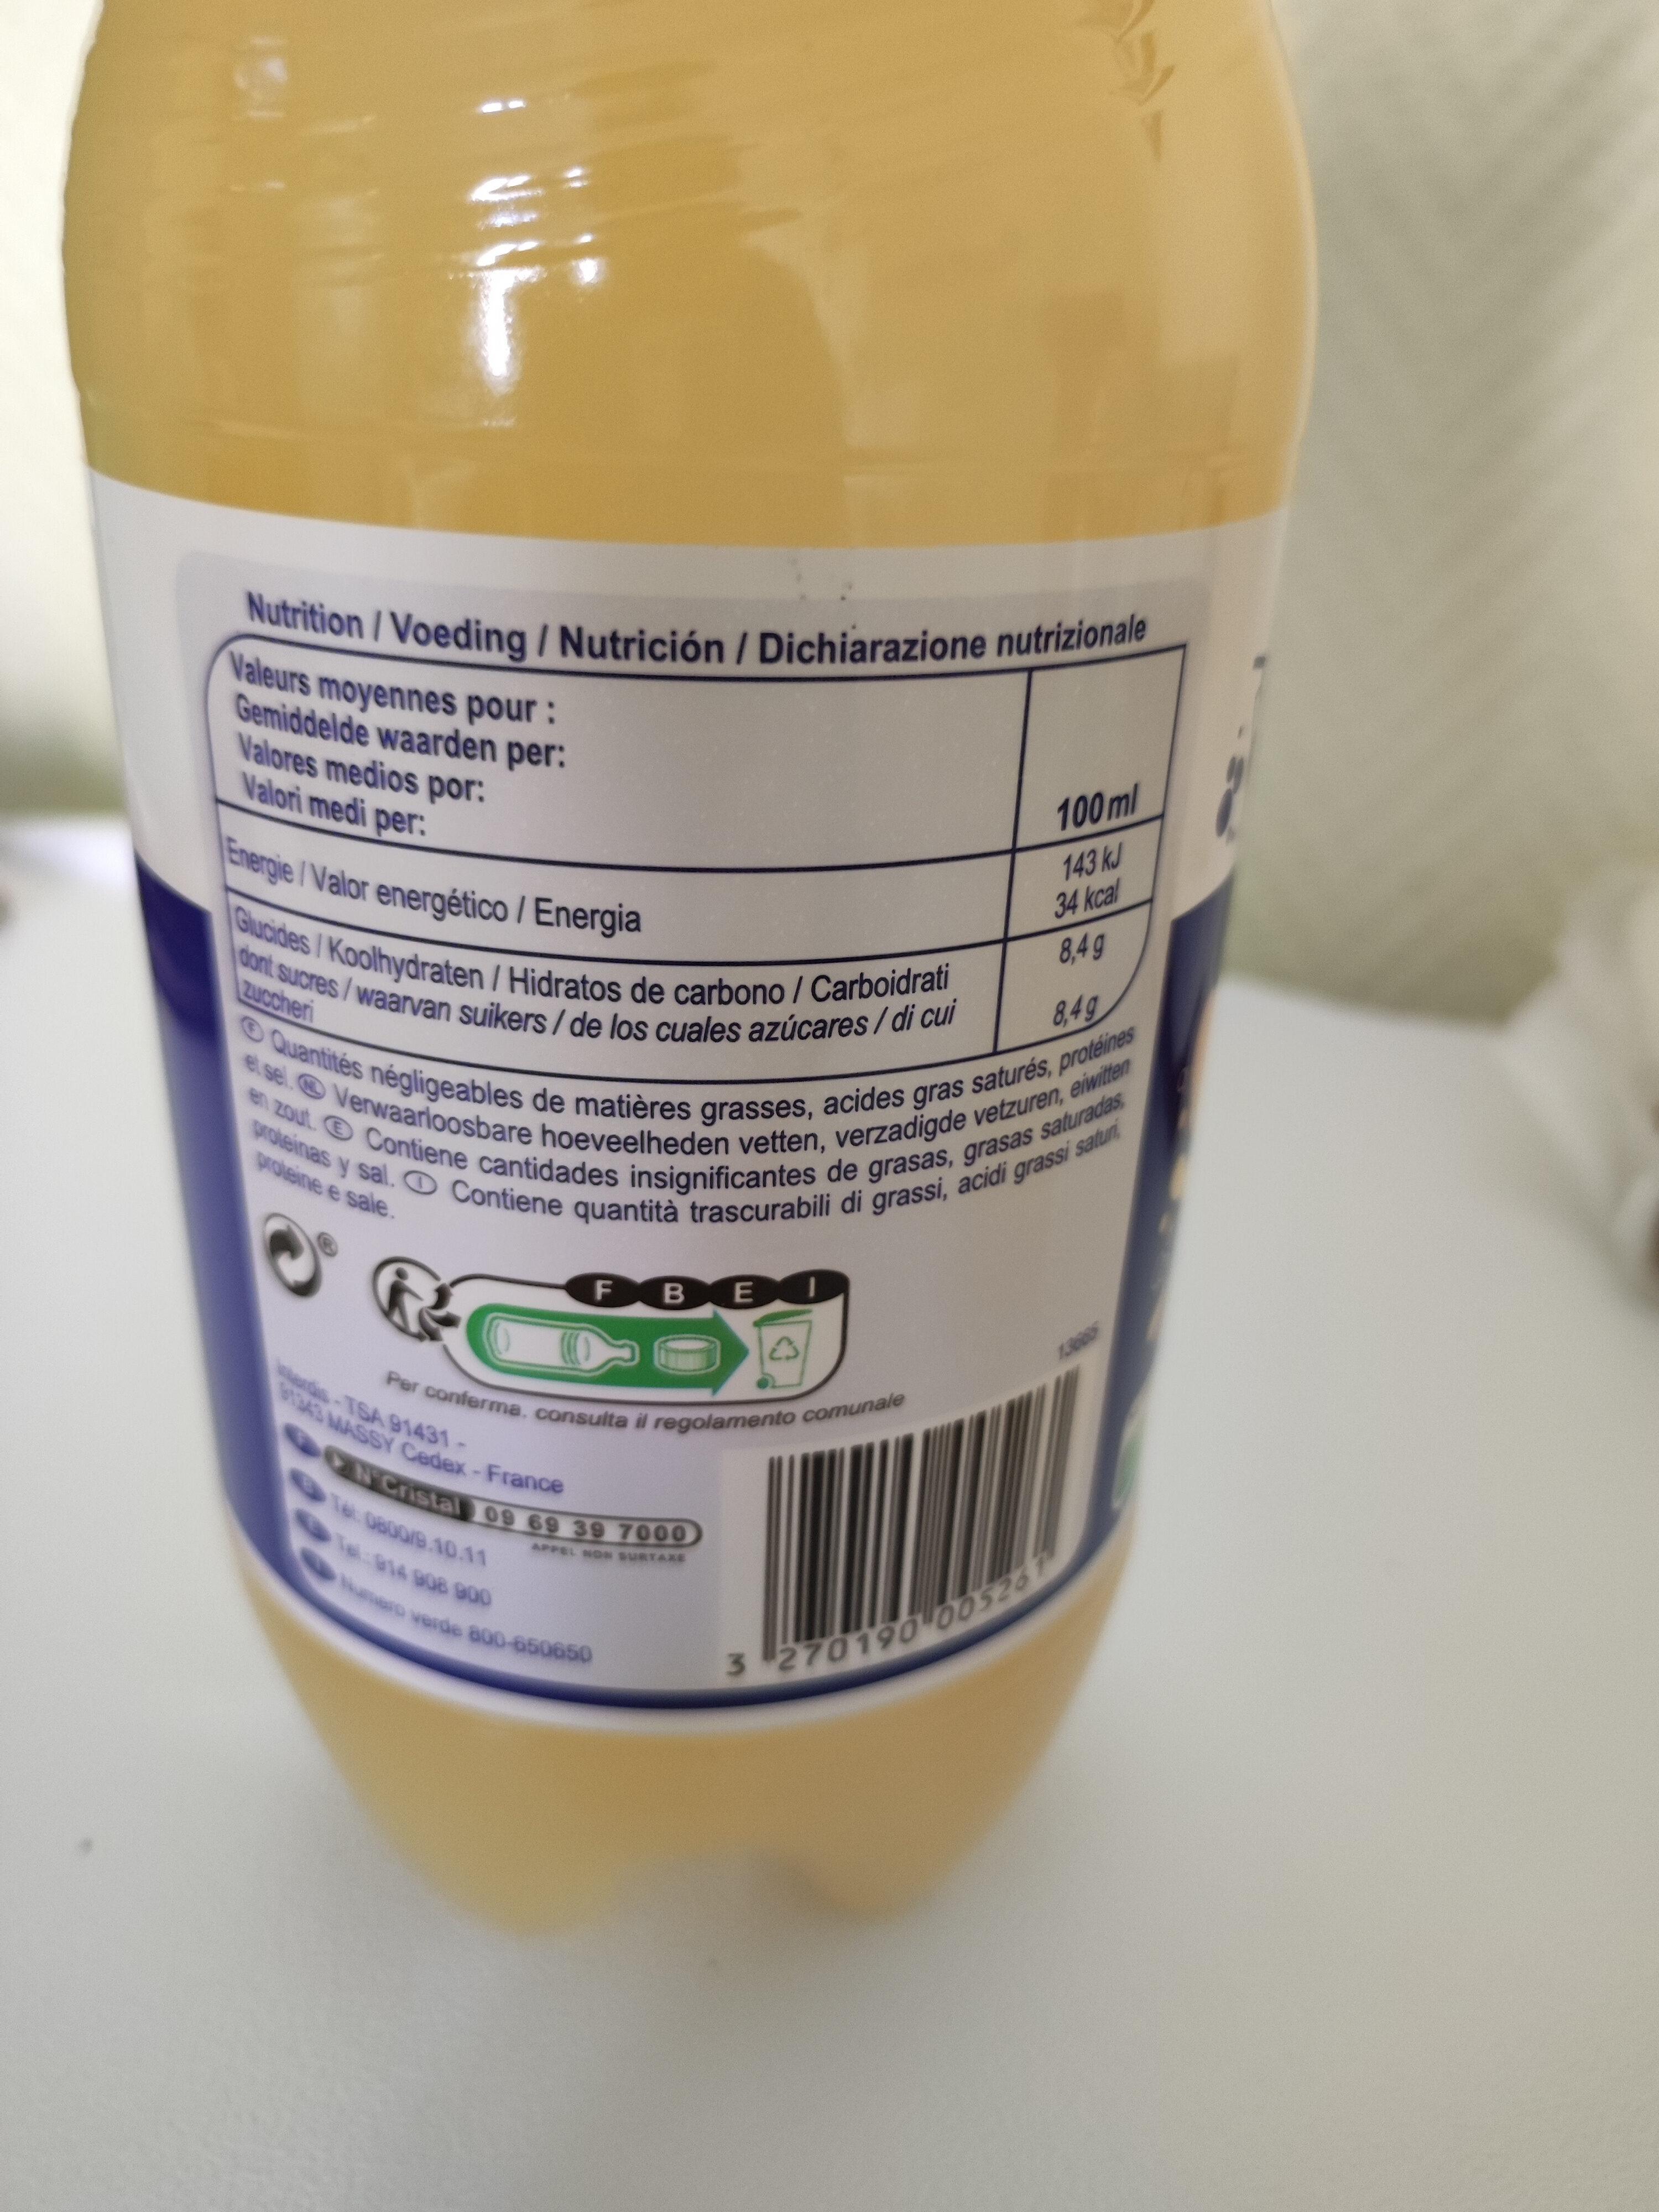 Nutrition / Voeding / Nutrición / Dichiarazione nutrizionale
Valeurs moyennes pour :
Gemiddelde waarden per:
Valores medios por:
Valori medi per:
100 ml
Energie / Valor energético / Energia
143 kJ
34 kcal
Glucides / Koolhydraten / Hidratos de carbono / Carboidrati
8,4 g
dont sucres / waarvan suikers / de los cuales azúcares / di cui
zuccheri
8,4 g
F Quantités négligeables de matières grasses, acides gras saturés, protéines
et sel. NL Verwaarloosbare hoeveelheden vetten, verzadigde vetzuren, eiwitten
en zout. E Contiene cantidades insignificantes de grasas, grasas saturadas,
proteínas y sal. I Contiene quantità trascurabili di grassi, acidi grassi saturi,
proteine e sale.
®
F B E I
Per conferma, consulta il regolamento comunale
13665
Interdis - TSA 91431 -
91343 MASSY Cedex - France
F N°Cristal 09 69 39 7000
APPEL NON SURTAXE
B Tél: 0800/9.10.11
E Tel.: 914 908 900
I Numero verde 800-650650
3 270190 005261